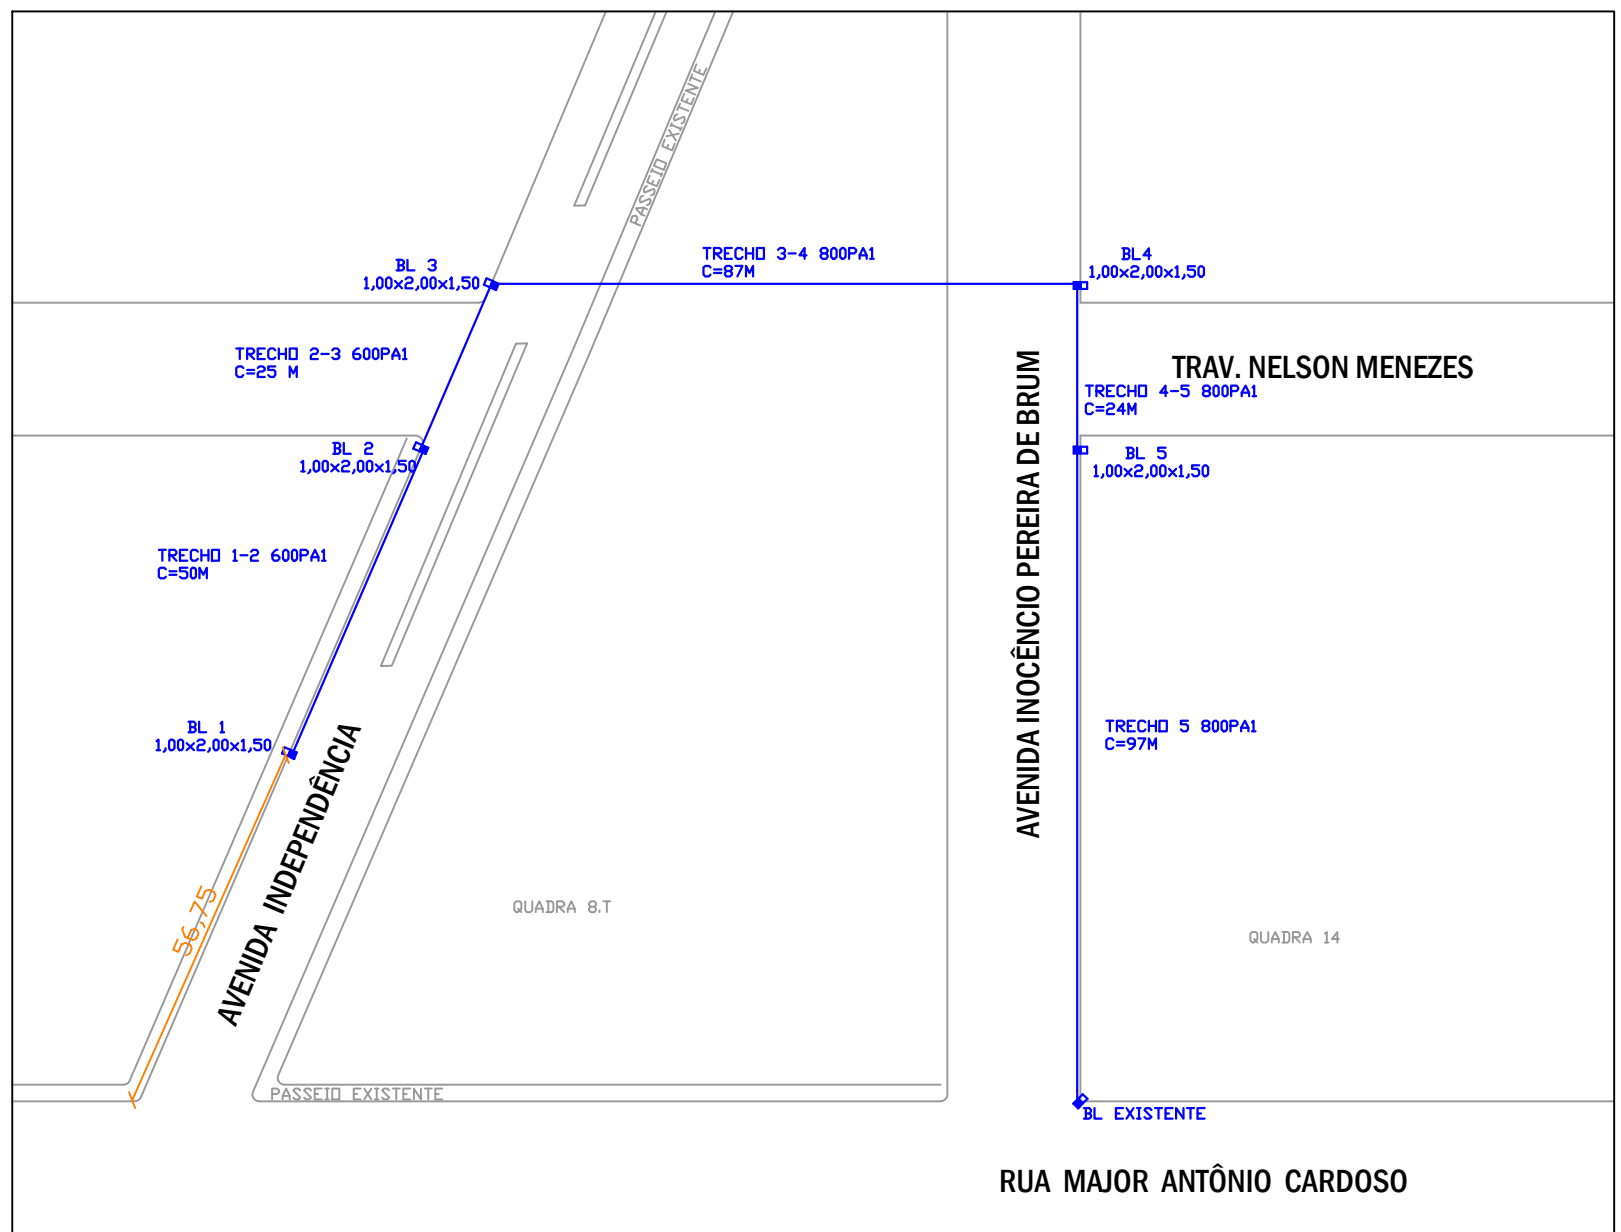 PASSEIO EXISTENTE
BL 3
1,00x2,00x1,50
TRECHO 3-4 800PA1
C=87M
BL4
1,00x2,00x1,50
TRECHO 2-3 600PA1
C=25 M
TRAV. NELSON MENEZES
TRECHO 4-5 800PA1
C=24M
BL 2
1,00x2,00x1,50
BL 5
1,00x2,00x1,50
AVENIDA INOCÊNCIO PEREIRA DE BRUM
TRECHO 1-2 600PA1
C=50M
BL 1
1,00x2,00x1,50
TRECHO 5 800PA1
C=97M
AVENIDA INDEPENDÊNCIA
56,75
QUADRA 8.T
QUADRA 14
PASSEIO EXISTENTE
BL EXISTENTE
RUA MAJOR ANTÔNIO CARDOSO